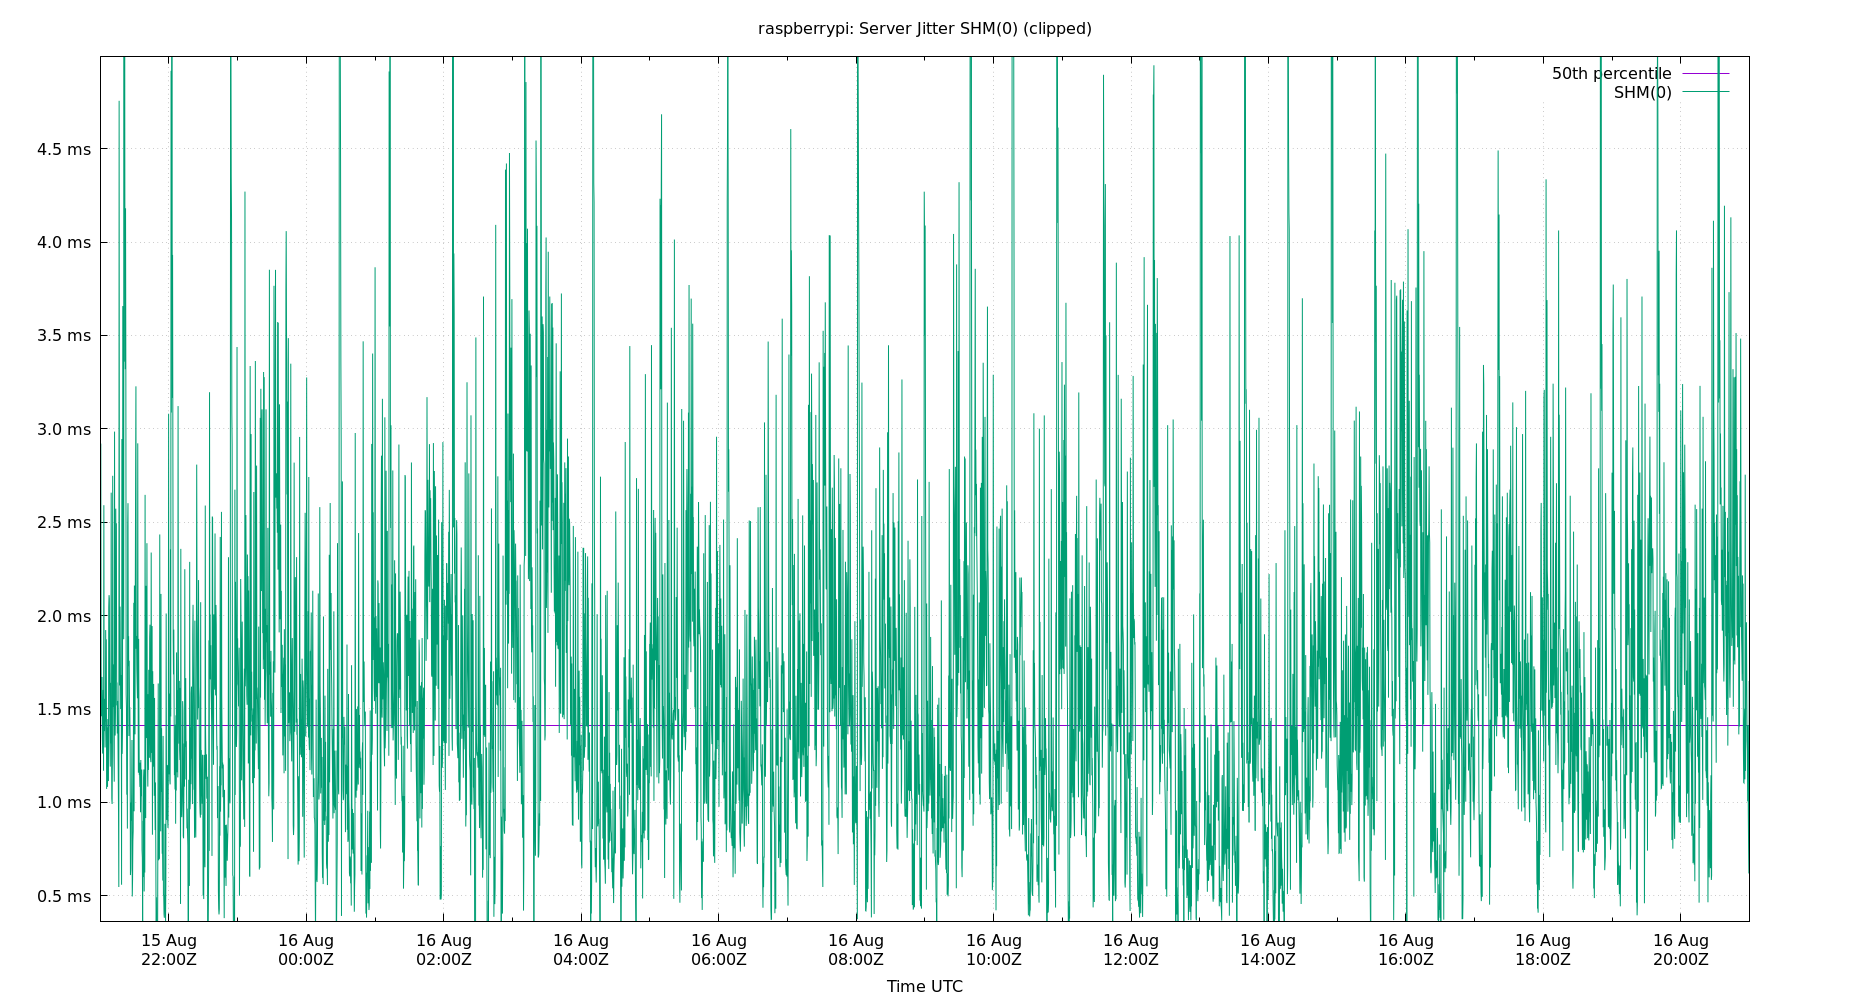 raspberrypi: Server Jitter SHM(0) (clipped)
50th percentile
SHM(0)
4.5 ms
4.0 ms
3.5 ms
3.0 ms
2.5 ms
2.0 ms
1.5 ms
1.0 ms
0.5 ms
15 Aug 16 Aug 16 Aug 16 Aug 16 Aug 16 Aug 16 Aug 16 Aug 16 Aug 16 Aug 16 Aug 16 Aug
22:00Z 00:00Z 02:00Z 04:00Z 06:00Z 08:00Z 10:00Z 12:00Z 14:00Z 16:00Z 18:00Z 20:00Z
Time UTC